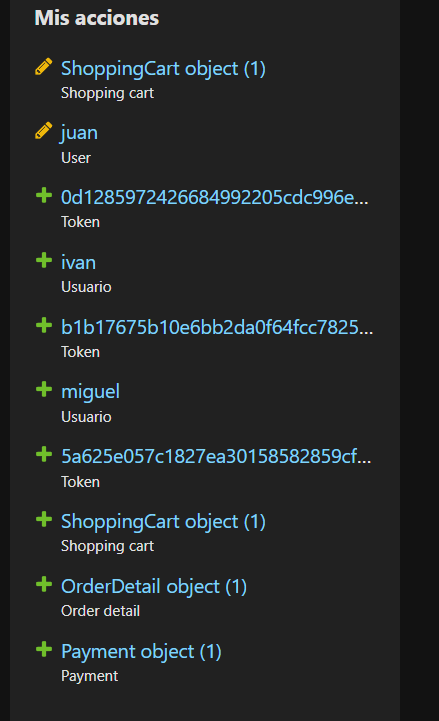 Mis acciones
ShoppingCart object (1)
Shopping cart
juan
User
0d1285972426684992205cdc996e...
Token
ivan
Usuario
b1b17675b10e6bb2da0f64fcc7825...
Token
miguel
Usuario
5a625e057c1827ea30158582859cf...
Token
ShoppingCart object (1)
Shopping cart
OrderDetail object (1)
Order detail
Payment object (1)
Payment